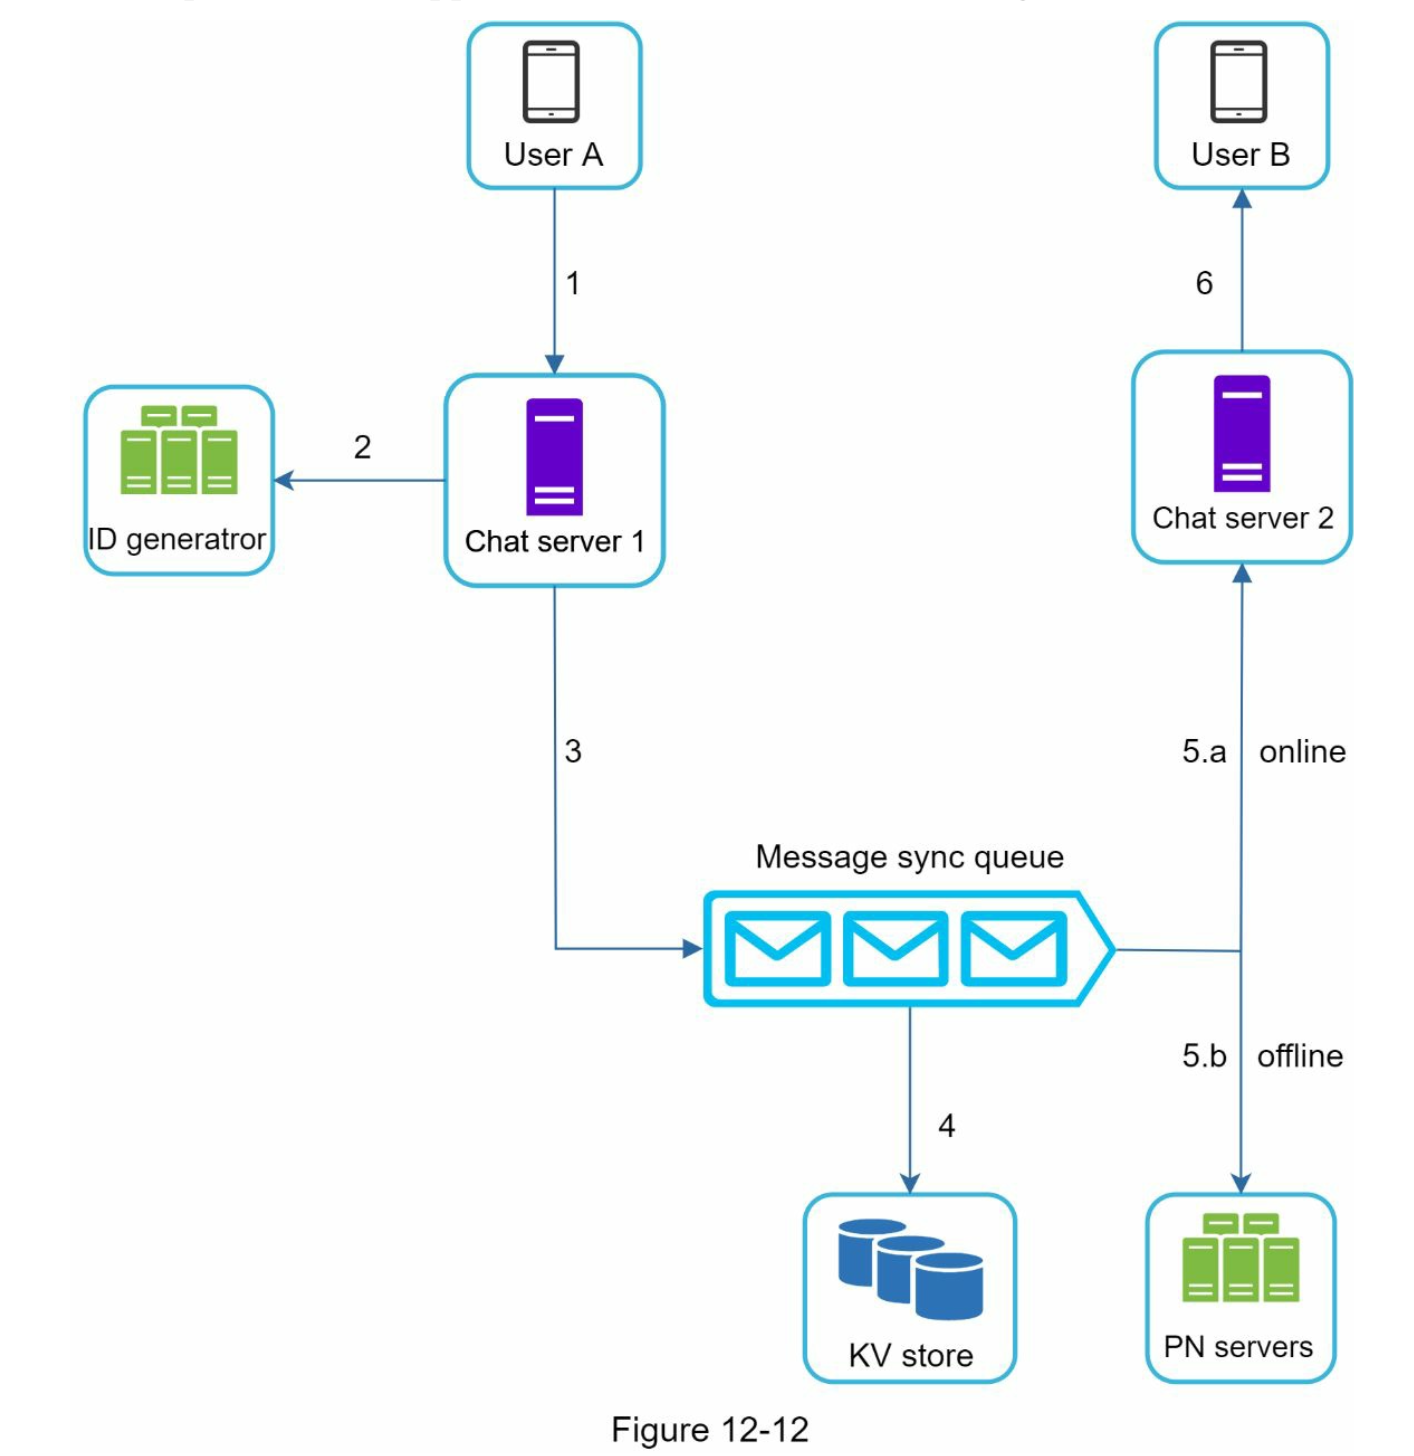 User A
User B
1
6
2
ID generatror
Chat server 1
Chat server 2
3
5.a online
Message sync queue
5.b offline
4
KV store
PN servers
Figure 12-12